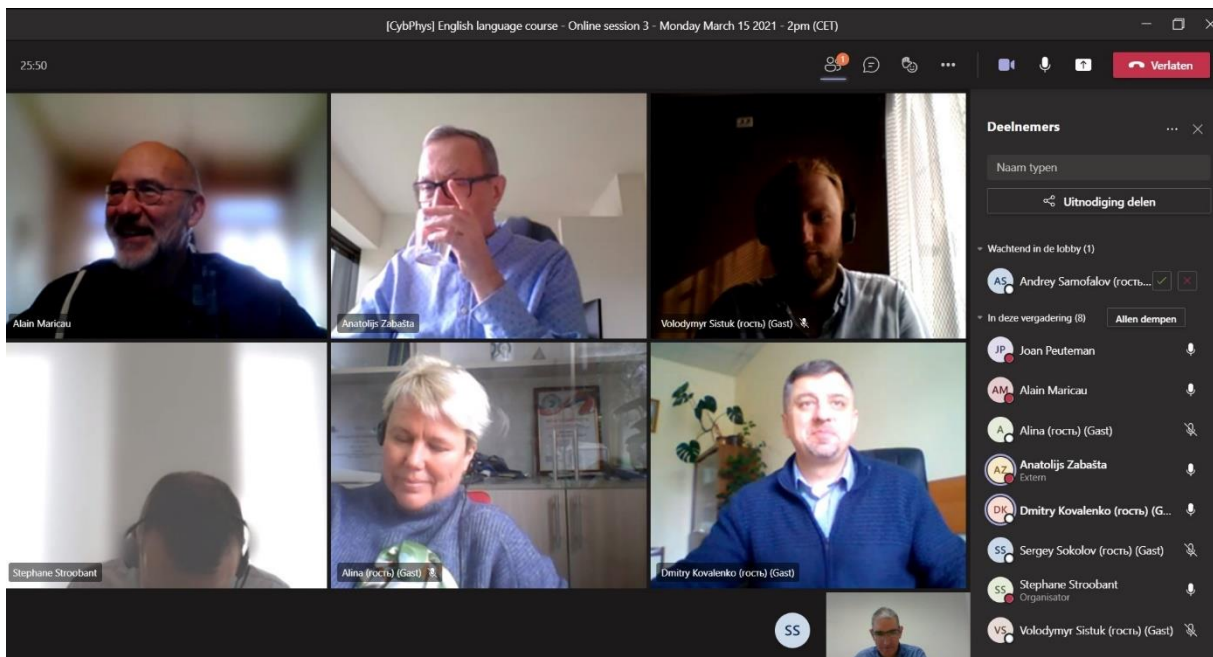 [CybPhys] English language course - Online session 3 - Monday March 15 2021 - 2pm (CET)
25:50
1
Verlaten
Alain Maricau
Anatolijs Zabašta
Volodymyr Sistuk (гость) (Gast)
Stephane Stroobant
Alina (гость) (Gast)
Dmitry Kovalenko (гость) (Gast)
SS
Deelnemers
Naam typen
Uitnodiging delen
Wachtend in de lobby (1)
AS Andrey Samofalov (гость...
In deze vergadering (8) Allen dempen
JP Joan Peuteman
AM Alain Maricau
A Alina (гость) (Gast)
AZ Anatolijs Zabašta
Extern
DK Dmitry Kovalenko (гость) (G...
SS Sergey Sokolov (гость) (Gast)
SS Stephane Stroobant
Organisator
VS Volodymyr Sistuk (гость) (Gast)